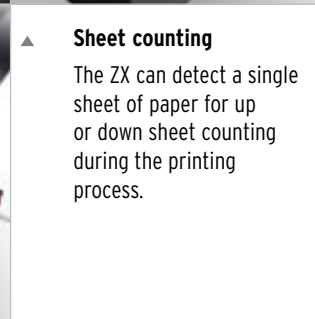 Sheet counting
The ZX can detect a single
sheet of paper for up
or down sheet counting
during the printing
process.